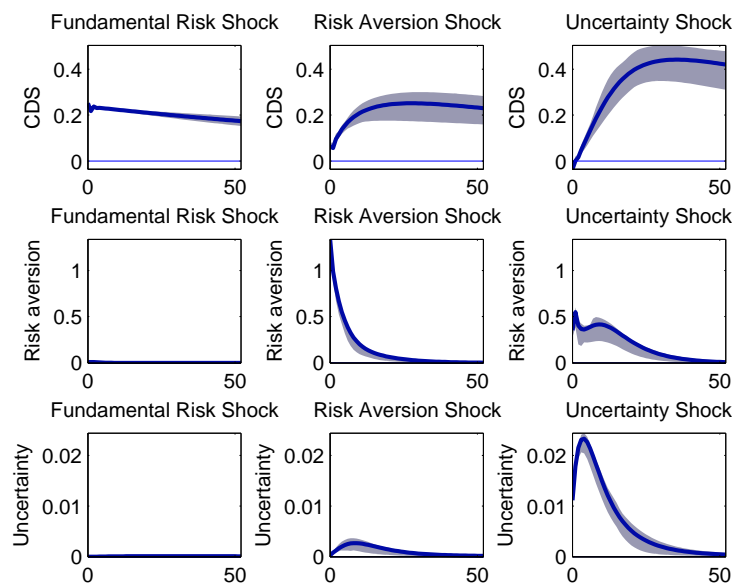 Fundamental Risk Shock Risk Aversion Shock Uncertainty Shock
CDS 0.4 0.2 0 0 50
CDS 0.4 0.2 0 0 50
CDS 0.4 0.2 0 0 50
Fundamental Risk Shock Risk Aversion Shock Uncertainty Shock
Risk aversion 1 0.5 0 0 50
Risk aversion 1 0.5 0 0 50
Risk aversion 1 0.5 0 0 50
Fundamental Risk Shock Risk Aversion Shock Uncertainty Shock
Uncertainty 0.02 0.01 0 0 50
Uncertainty 0.02 0.01 0 0 50
Uncertainty 0.02 0.01 0 0 50